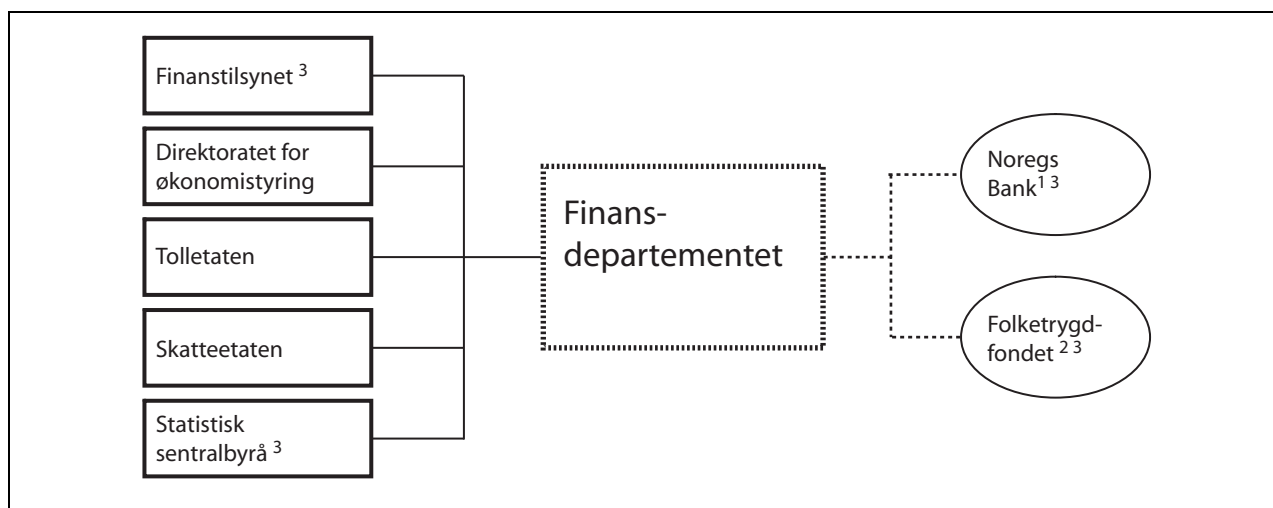 Finanstilsynet ³
Direktoratet for
økonomistyring
Tolletaten
Skatteetaten
Statistisk
sentralbyrå ³
Finans-
departementet
Noregs
Bank¹ ³
Folketrygd-
fondet ² ³